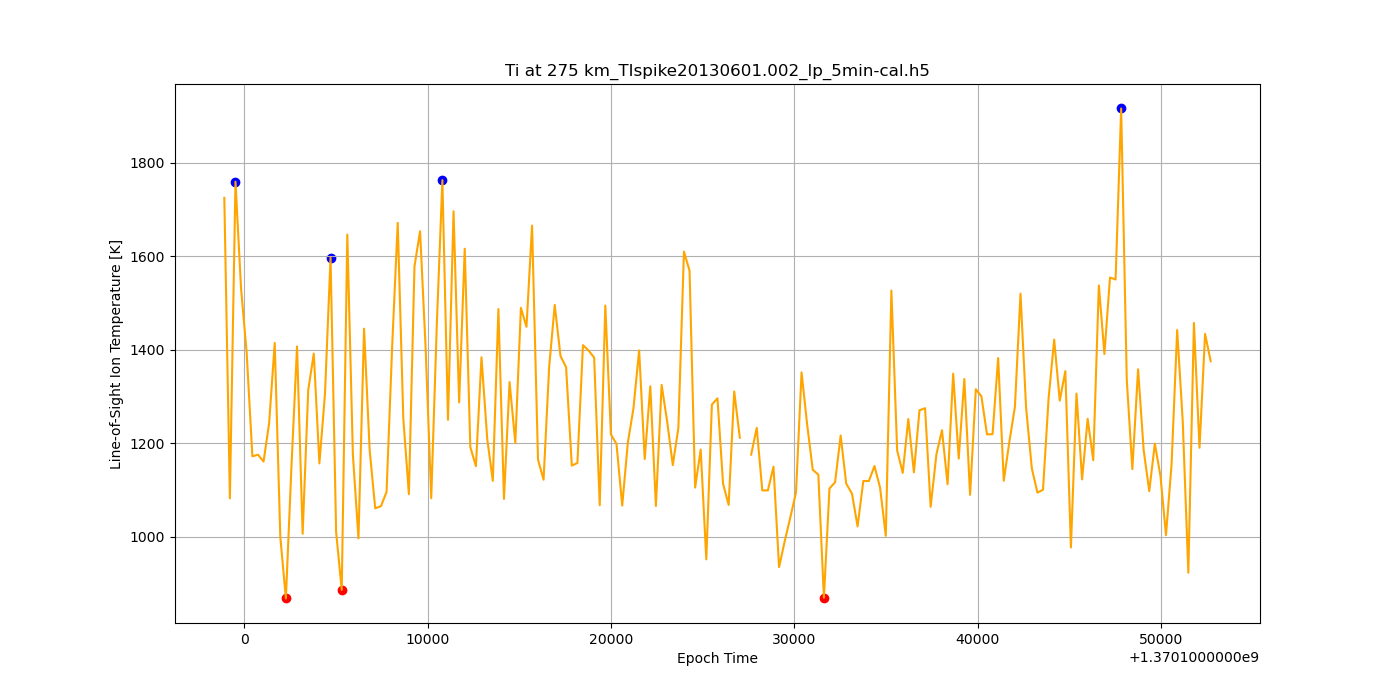 Ti at 275 km_TIspike20130601.002_lp_5min-cal.h5
Line-of-Sight Ion Temperature [K]
1800
1600
1400
1200
1000
0 10000 20000 30000 40000 50000
Epoch Time
+1.3701000000e9